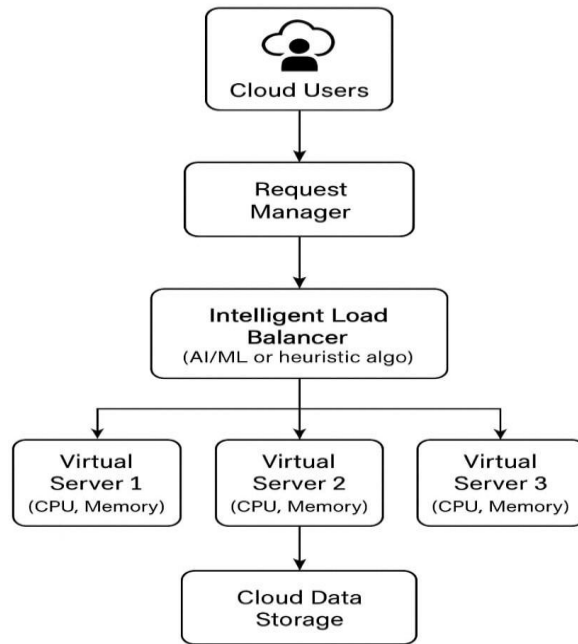 Cloud Users
Request
Manager
Intelligent Load
Balancer
(AI/ML or heuristic algo)
Virtual
Server 1
(CPU, Memory)
Virtual
Server 2
(CPU, Memory)
Virtual
Server 3
(CPU, Memory)
Cloud Data
Storage